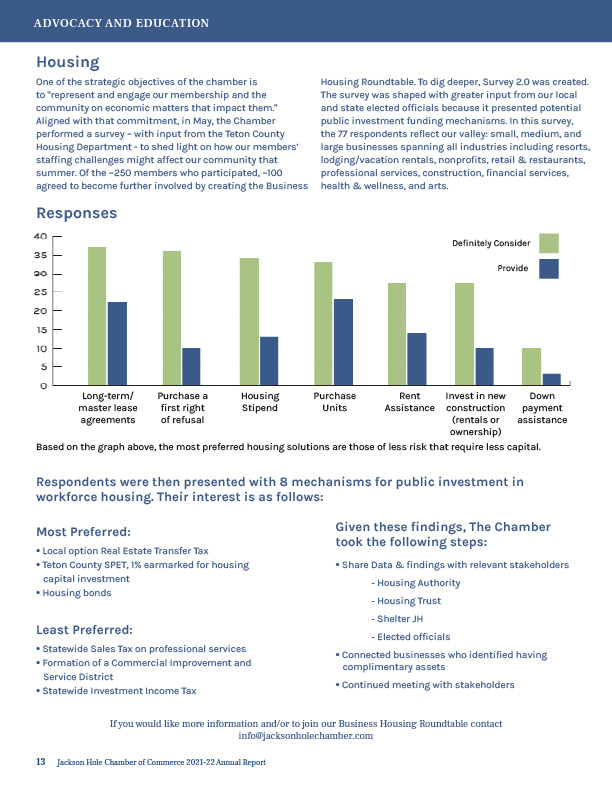 ADVOCACY AND EDUCATION
Housing
One of the strategic objectives of the chamber is
to "represent and engage our membership and the
community on economic matters that impact them."
Aligned with that commitment, in May, the Chamber
performed a survey – with input from the Teton County
Housing Department - to shed light on how our members'
staffing challenges might affect our community that
summer. Of the ~250 members who participated, ~100
agreed to become further involved by creating the Business
Housing Roundtable. To dig deeper, Survey 2.0 was created.
The survey was shaped with greater input from our local
and state elected officials because it presented potential
public investment funding mechanisms. In this survey,
the 77 respondents reflect our valley: small, medium, and
large businesses spanning all industries including resorts,
lodging/vacation rentals, nonprofits, retail & restaurants,
professional services, construction, financial services,
health & wellness, and arts.
Responses
40
35
30
25
20
15
10
5
0
Definitely Consider
Provide
Long-term/
master lease
agreements
Purchase a
first right
of refusal
Housing
Stipend
Purchase
Units
Rent
Assistance
Invest in new
construction
(rentals or
ownership)
Down
payment
assistance
Based on the graph above, the most preferred housing solutions are those of less risk that require less capital.
Respondents were then presented with 8 mechanisms for public investment in
workforce housing. Their interest is as follows:
Most Preferred:
• Local option Real Estate Transfer Tax
• Teton County SPET, 1% earmarked for housing
capital investment
• Housing bonds
Least Preferred:
• Statewide Sales Tax on professional services
• Formation of a Commercial Improvement and
Service District
• Statewide Investment Income Tax
Given these findings, The Chamber
took the following steps:
• Share Data & findings with relevant stakeholders
- Housing Authority
- Housing Trust
- Shelter JH
- Elected officials
• Connected businesses who identified having
complimentary assets
• Continued meeting with stakeholders
If you would like more information and/or to join our Business Housing Roundtable contact
info@jacksonholechamber.com
13 Jackson Hole Chamber of Commerce 2021-22 Annual Report